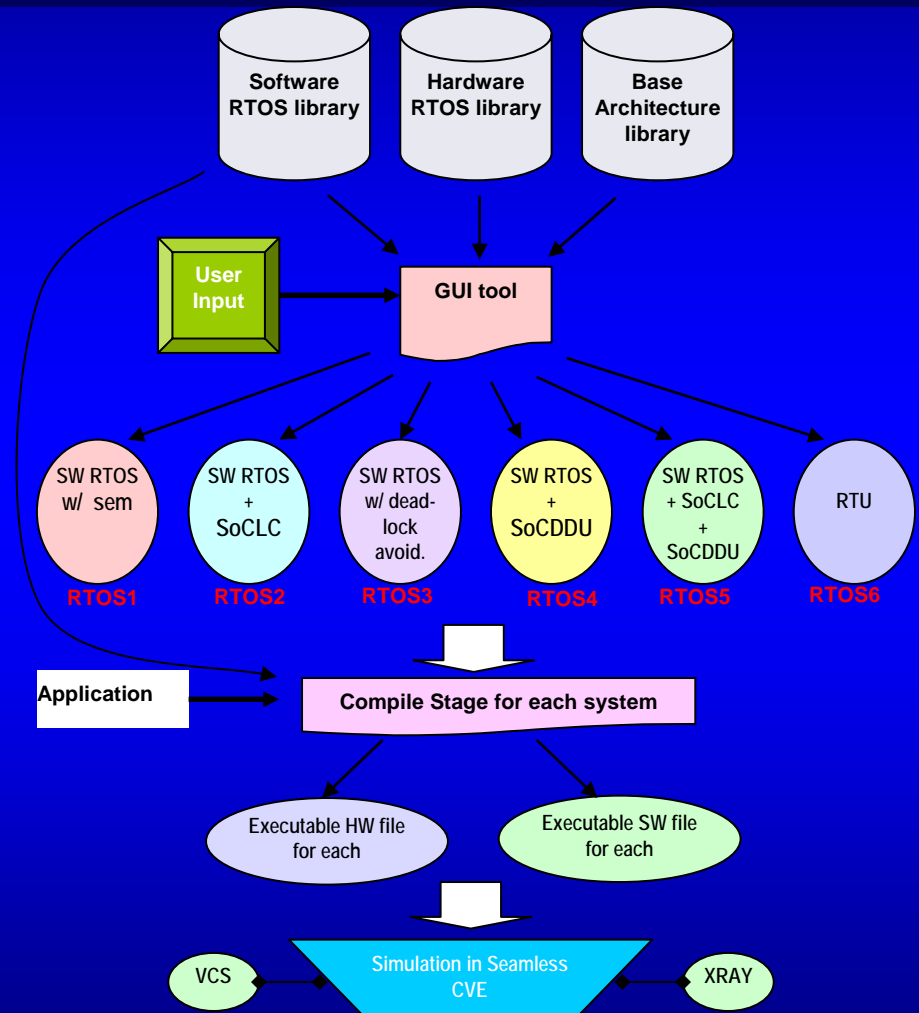 Software
RTOS library
Hardware
RTOS library
Base
Architecture
library
User
Input
GUI tool
SW RTOS
w/ sem
SW RTOS
+
SoCLC
SW RTOS
w/ dead-
lock
avoid.
SW RTOS
+
SoCDDU
SW RTOS
+ SoCLC
+
SoCDDU
RTU
RTOS1
RTOS2
RTOS3
RTOS4
RTOS5
RTOS6
Application
Compile Stage for each system
Executable HW file
for each
Executable SW file
for each
VCS
Simulation in Seamless
CVE
XRAY